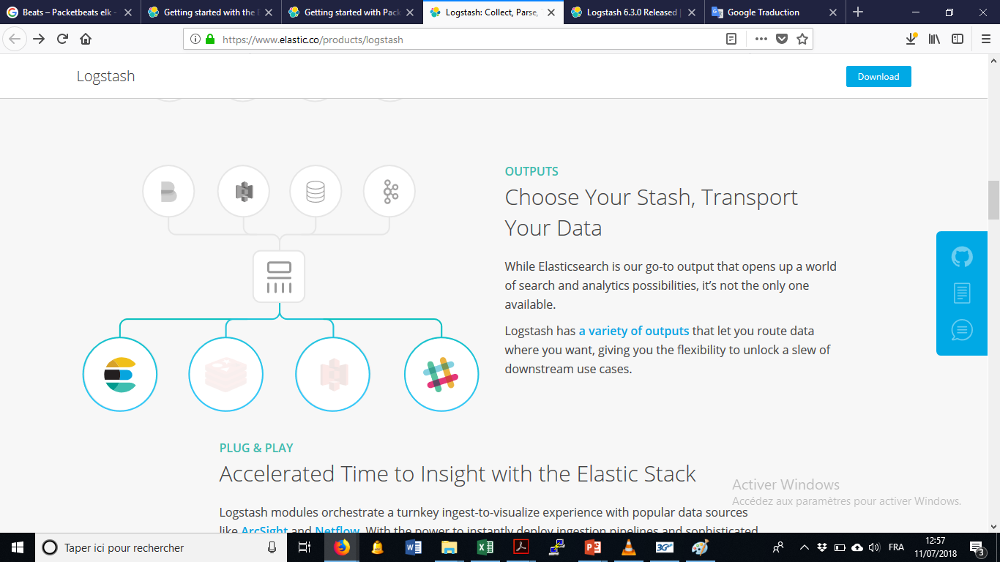 Beats – Packetbeats elk -
Getting started with the
Getting started with Pack
Logstash: Collect, Parse,
Logstash 6.3.0 Released |
Google Traduction
https://www.elastic.co/products/logstash
Logstash
Download
OUTPUTS
Choose Your Stash, Transport
Your Data
While Elasticsearch is our go-to output that opens up a world
of search and analytics possibilities, it's not the only one
available.
Logstash has a variety of outputs that let you route data
where you want, giving you the flexibility to unlock a slew of
downstream use cases.
PLUG & PLAY
Accelerated Time to Insight with the Elastic Stack
Logstash modules orchestrate a turnkey ingest-to-visualize experience with popular data sources
like ArcSight and Netflow. With the power to instantly deploy ingestion pipelines and sophisticated
Activer Windows
Accédez aux paramètres pour activer Windows.
Taper ici pour rechercher
3G++
FRA
12:57
11/07/2018
3